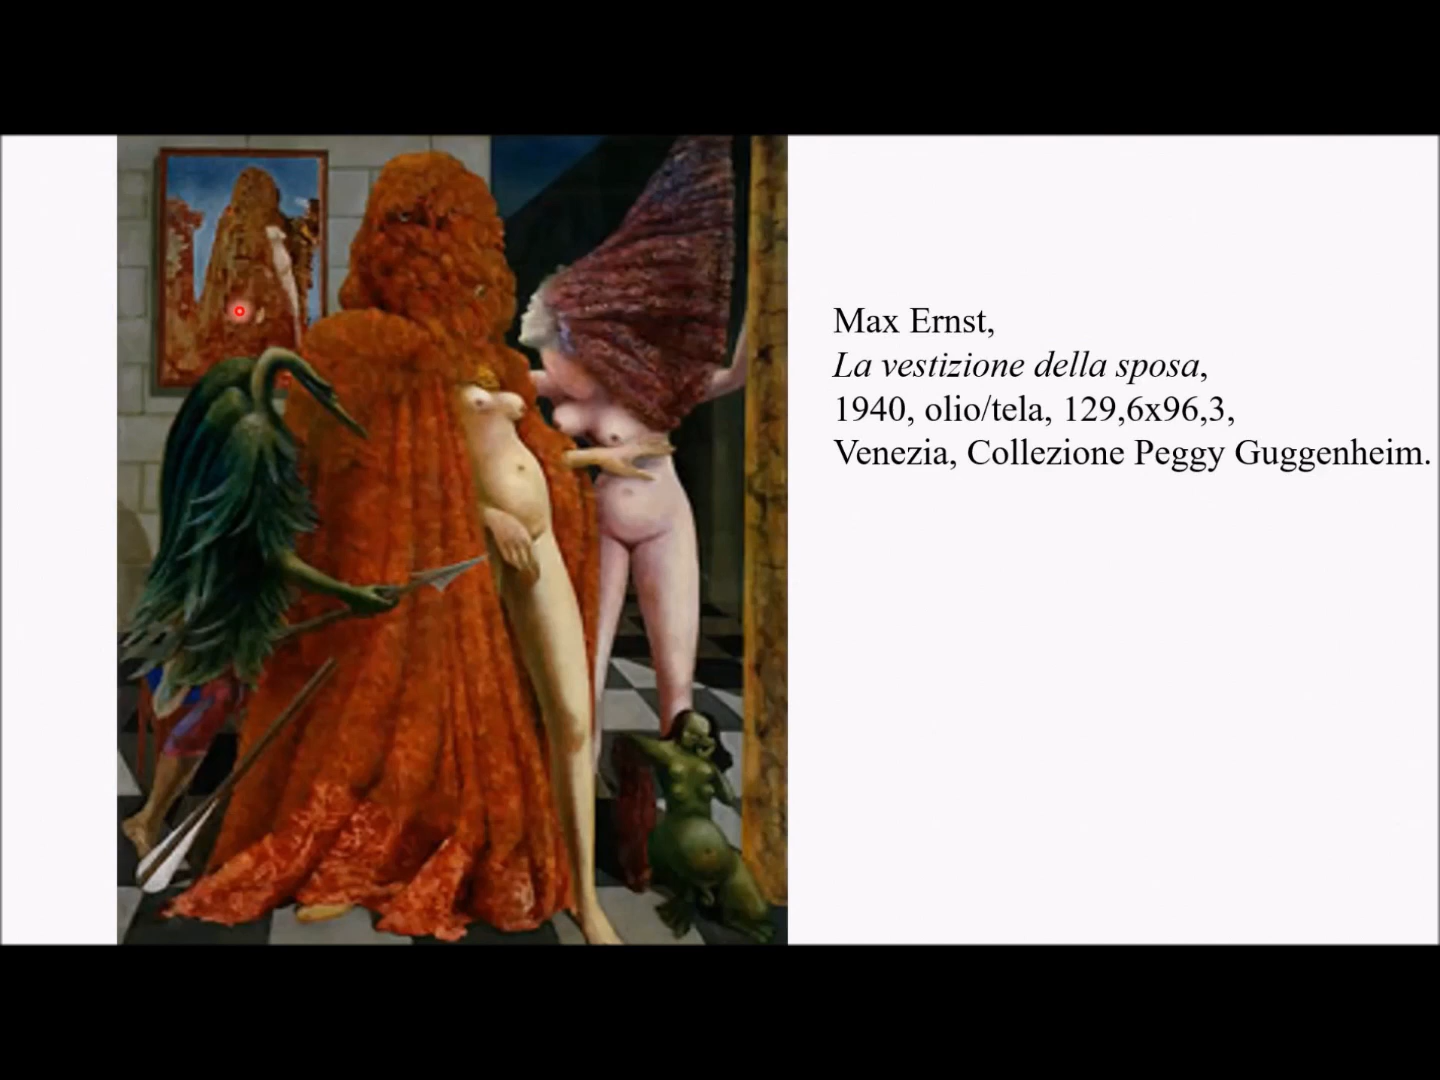 Max Ernst,
La vestizione della sposa,
1940, olio/tela, 129,6x96,3,
Venezia, Collezione Peggy Guggenheim.